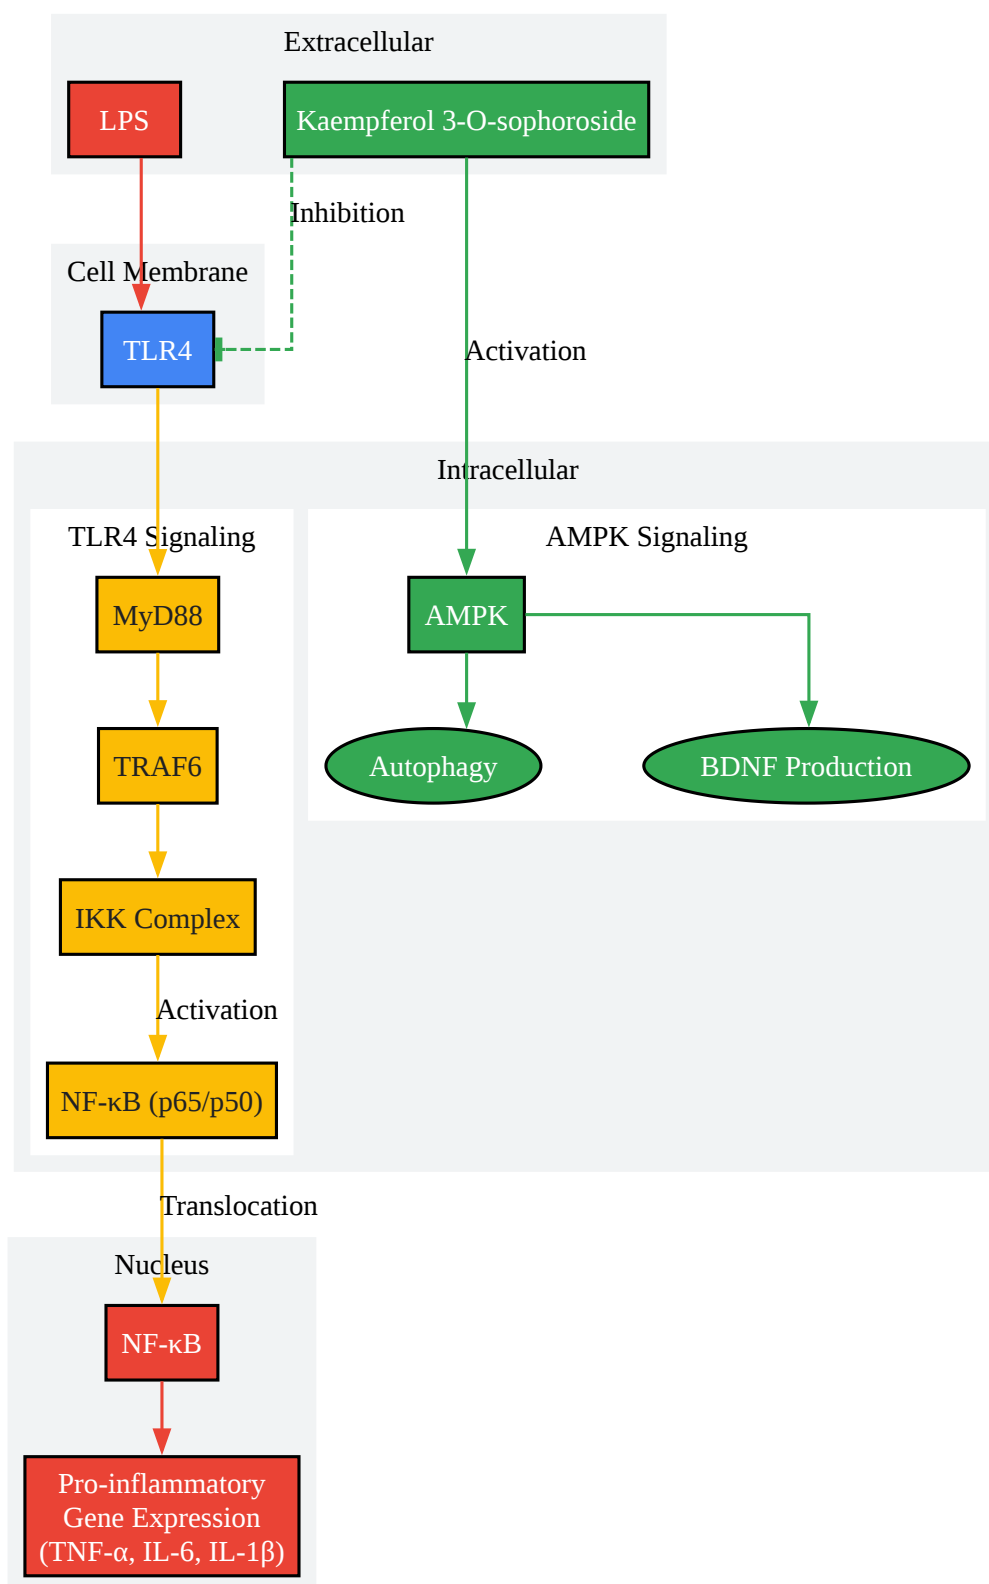 Extracellular
LPS
Kaempferol 3-O-sophoroside
Inhibition
Cell Membrane
TLR4
Activation
Intracellular
TLR4 Signaling
AMPK Signaling
MyD88
AMPK
TRAF6
Autophagy
BDNF Production
IKK Complex
Activation
NF-κB (p65/p50)
Translocation
Nucleus
NF-κB
Pro-inflammatory
Gene Expression
(TNF-α, IL-6, IL-1β)